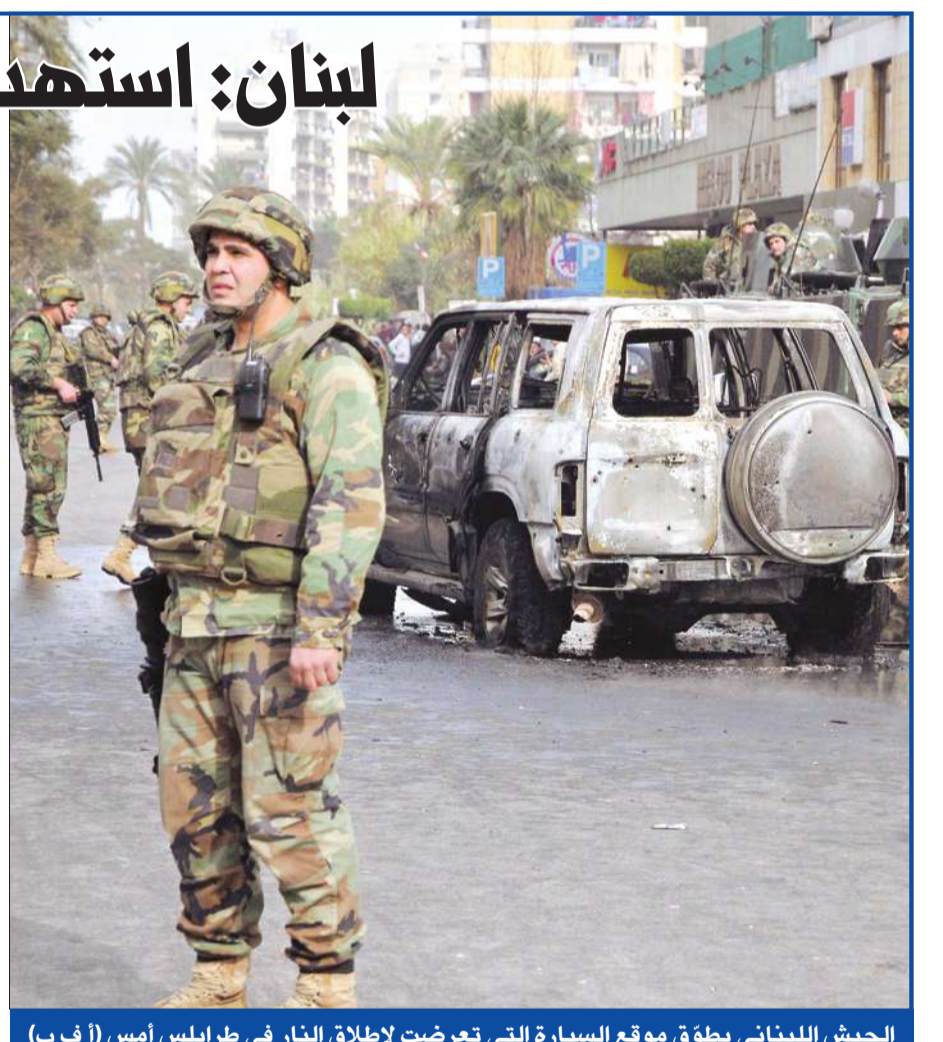 لبنان: استهد
P
P
الجيش اللبناني يطوّق موقع السيارة التي تعرضت لإطلاق النار في طرابلس أمس (أ ف ب)